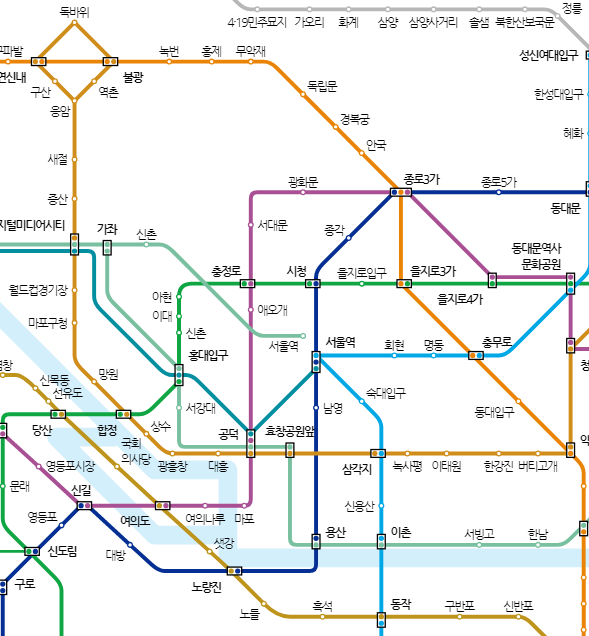 독바위
4·19민주묘지 가오리 화계 삼양 삼양사거리 솔샘 북한산보국문 정릉
구파발
녹번 홍제 무악재
성신여대입구
연신내
불광
구산
역촌
독립문
한성대입구
응암
경복궁
혜화
안국
새절
광화문
종로3가
종로5가
증산
동대문
디지털미디어시티
가좌
신촌
서대문
종각
동대문역사
문화공원
충정로
시청
을지로입구
을지로3가
월드컵경기장
아현
을지로4가
이대
애오개
마포구청
신촌
서울역
서울역
회현
명동
충무로
홍대입구
망원
신목동
선유도
서강대
남영
숙대입구
동대입구
당산
합정
상수
국회
의사당
공덕
효창공원앞
영등포시장
광흥창
대흥
삼각지
녹사평
이태원
한강진
버티고개
문래
신길
영등포
여의도
여의나루
마포
신용산
샛강
용산
이촌
서빙고
한남
신도림
대방
구로
노량진
노들
흑석
동작
구반포
신반포